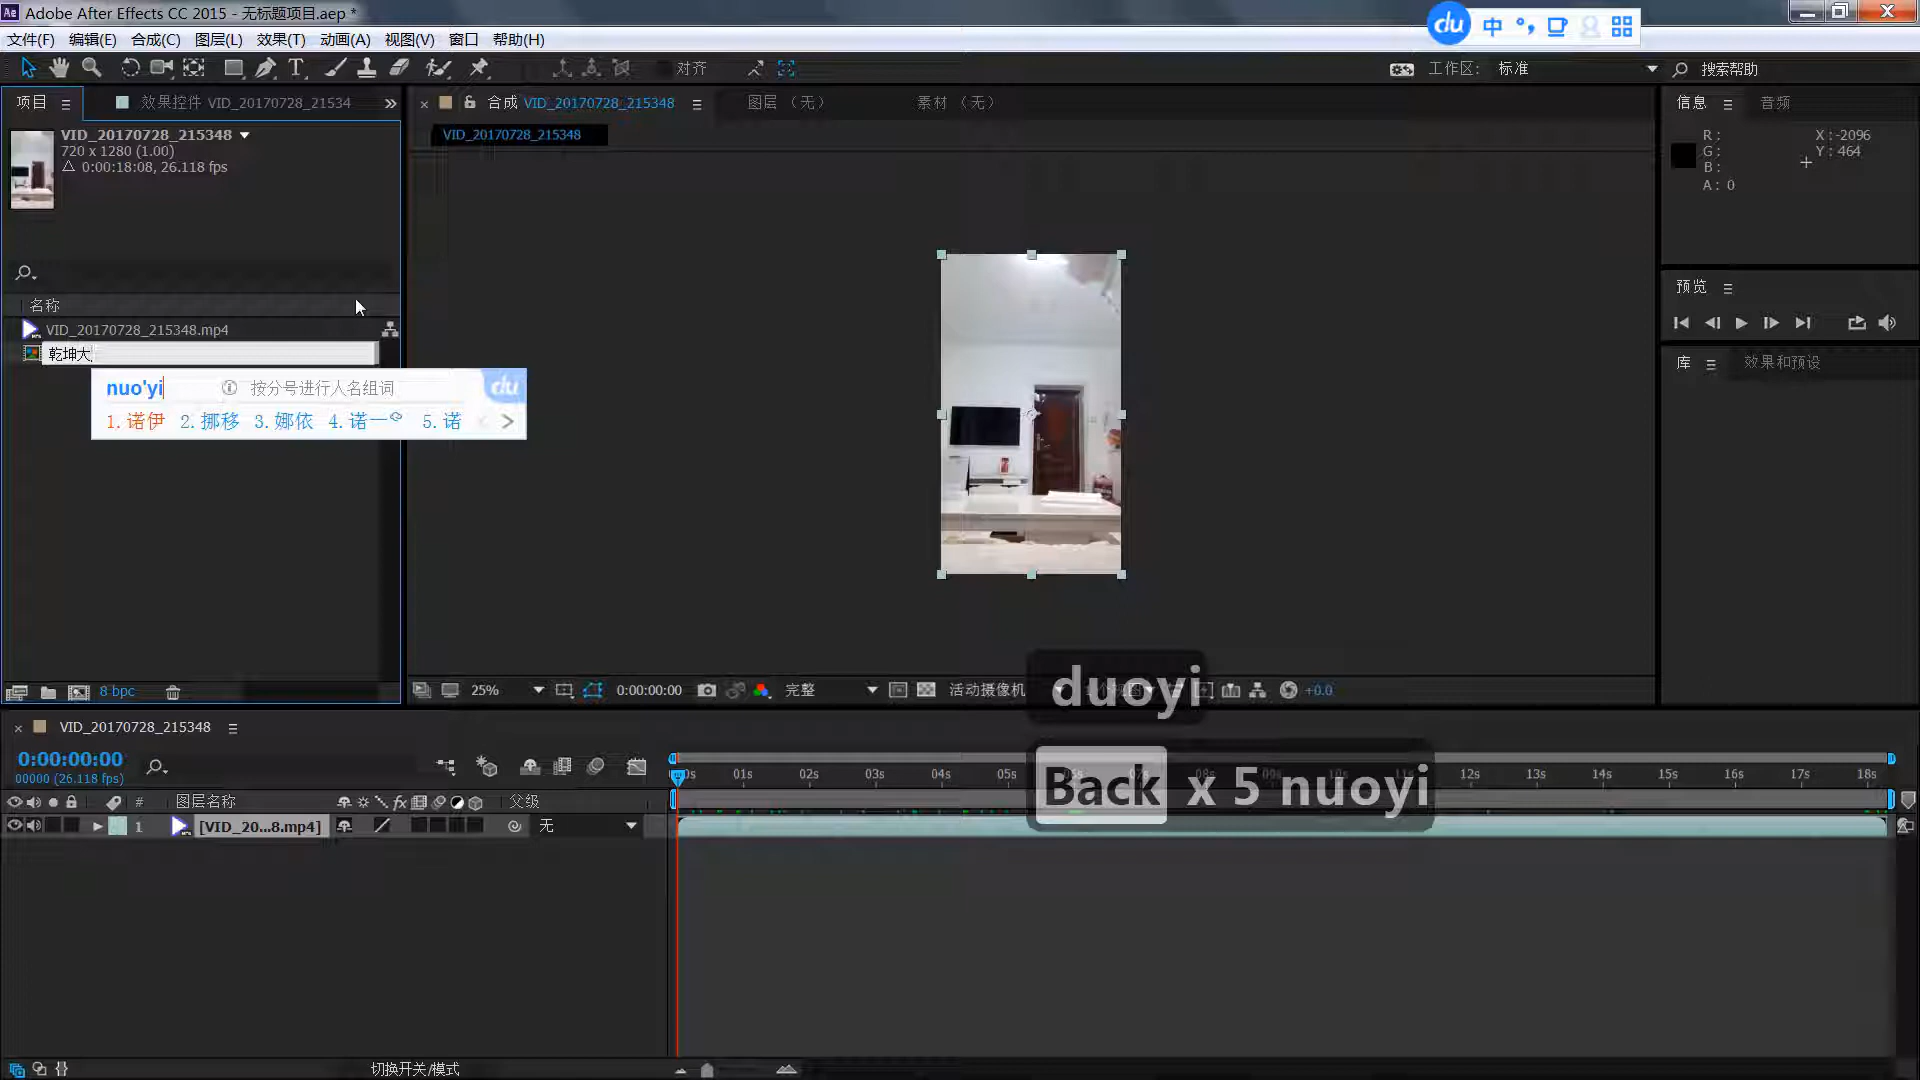 Adobe After Effects CC 2015 - 无标题项目.aep *
du 中
文件(F) 编辑(E) 合成(C) 图层(L) 效果(T) 动画(A) 视图(V) 窗口 帮助(H)
对齐
工作区: 标准
搜索帮助
项目
效果控件 VID_20170728_21534
合成 VID_20170728_215348
图层 (无)
素材 (无)
VID_20170728_215348
VID_20170728_215348
720 x 1280 (1.00)
Δ 0:00:18:08, 26.118 fps
名称
VID_20170728_215348.mp4
乾坤大
nuo'yi
按分号进行人名组词
du
1.诺伊 2.挪移 3.娜依 4.诺一 5.诺
8 bpc
25%
0:00:00:00
完整
活动摄像机
+0.0
duoyi
Back x 5 nuoyi
信息
音频
R :
G :
B :
A : 0
X : -2096
Y : 464
预览
库
效果和预设
VID_20170728_215348
0:00:00:00
00000 (26.118 fps)
#
图层名称
fx
父级
1
[VID_20...8.mp4]
无
01s 02s 03s 04s 05s 12s 13s 14s 15s 16s 17s 18s
切换开关/模式